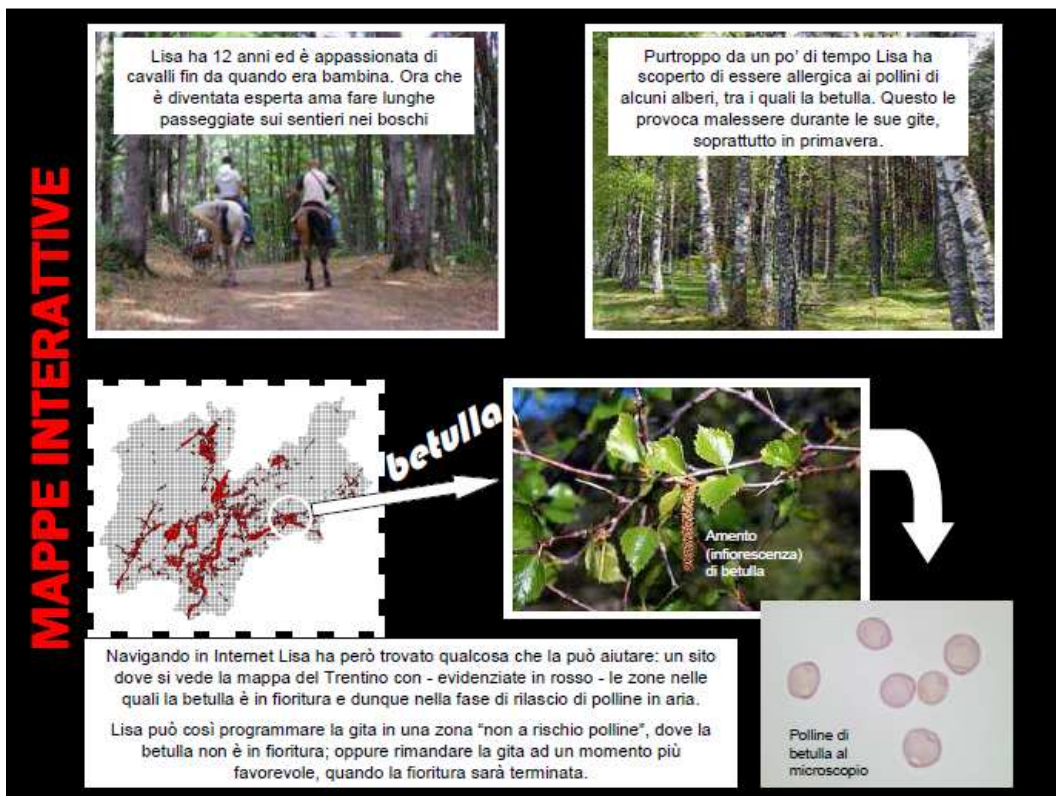 MAPPE INTERATTIVE
Lisa ha 12 anni ed è appassionata di
cavalli fin da quando era bambina. Ora che
è diventata esperta ama fare lunghe
passeggiate sui sentieri nei boschi
Purtroppo da un po' di tempo Lisa ha
scoperto di essere allergica ai pollini di
alcuni alberi, tra i quali la betulla. Questo le
provoca malessere durante le sue gite,
soprattutto in primavera.
betulla
Amento
(infiorescenza)
di betulla
Navigando in Internet Lisa ha però trovato qualcosa che la può aiutare: un sito
dove si vede la mappa del Trentino con - evidenziate in rosso - le zone nelle
quali la betulla è in fioritura e dunque nella fase di rilascio di polline in aria.
Lisa può così programmare la gita in una zona “non a rischio polline”, dove la
betulla non è in fioritura; oppure rimandare la gita ad un momento più
favorevole, quando la fioritura sarà terminata.
Polline di
betulla al
microscopio